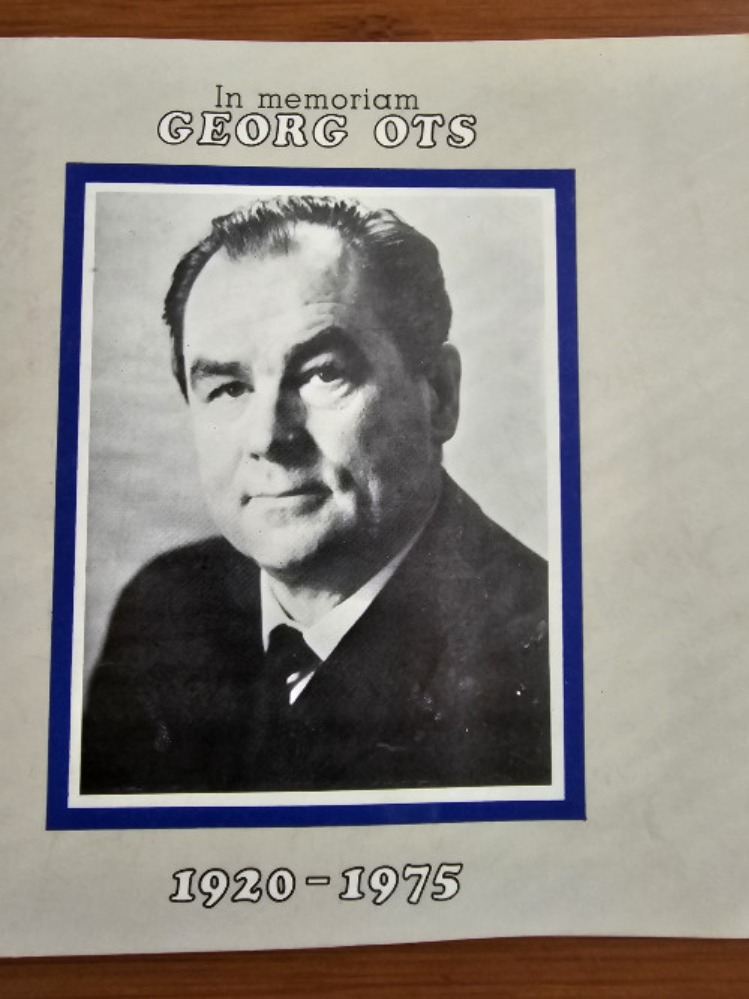 In memoriam
GEORG OTS
1920-1975